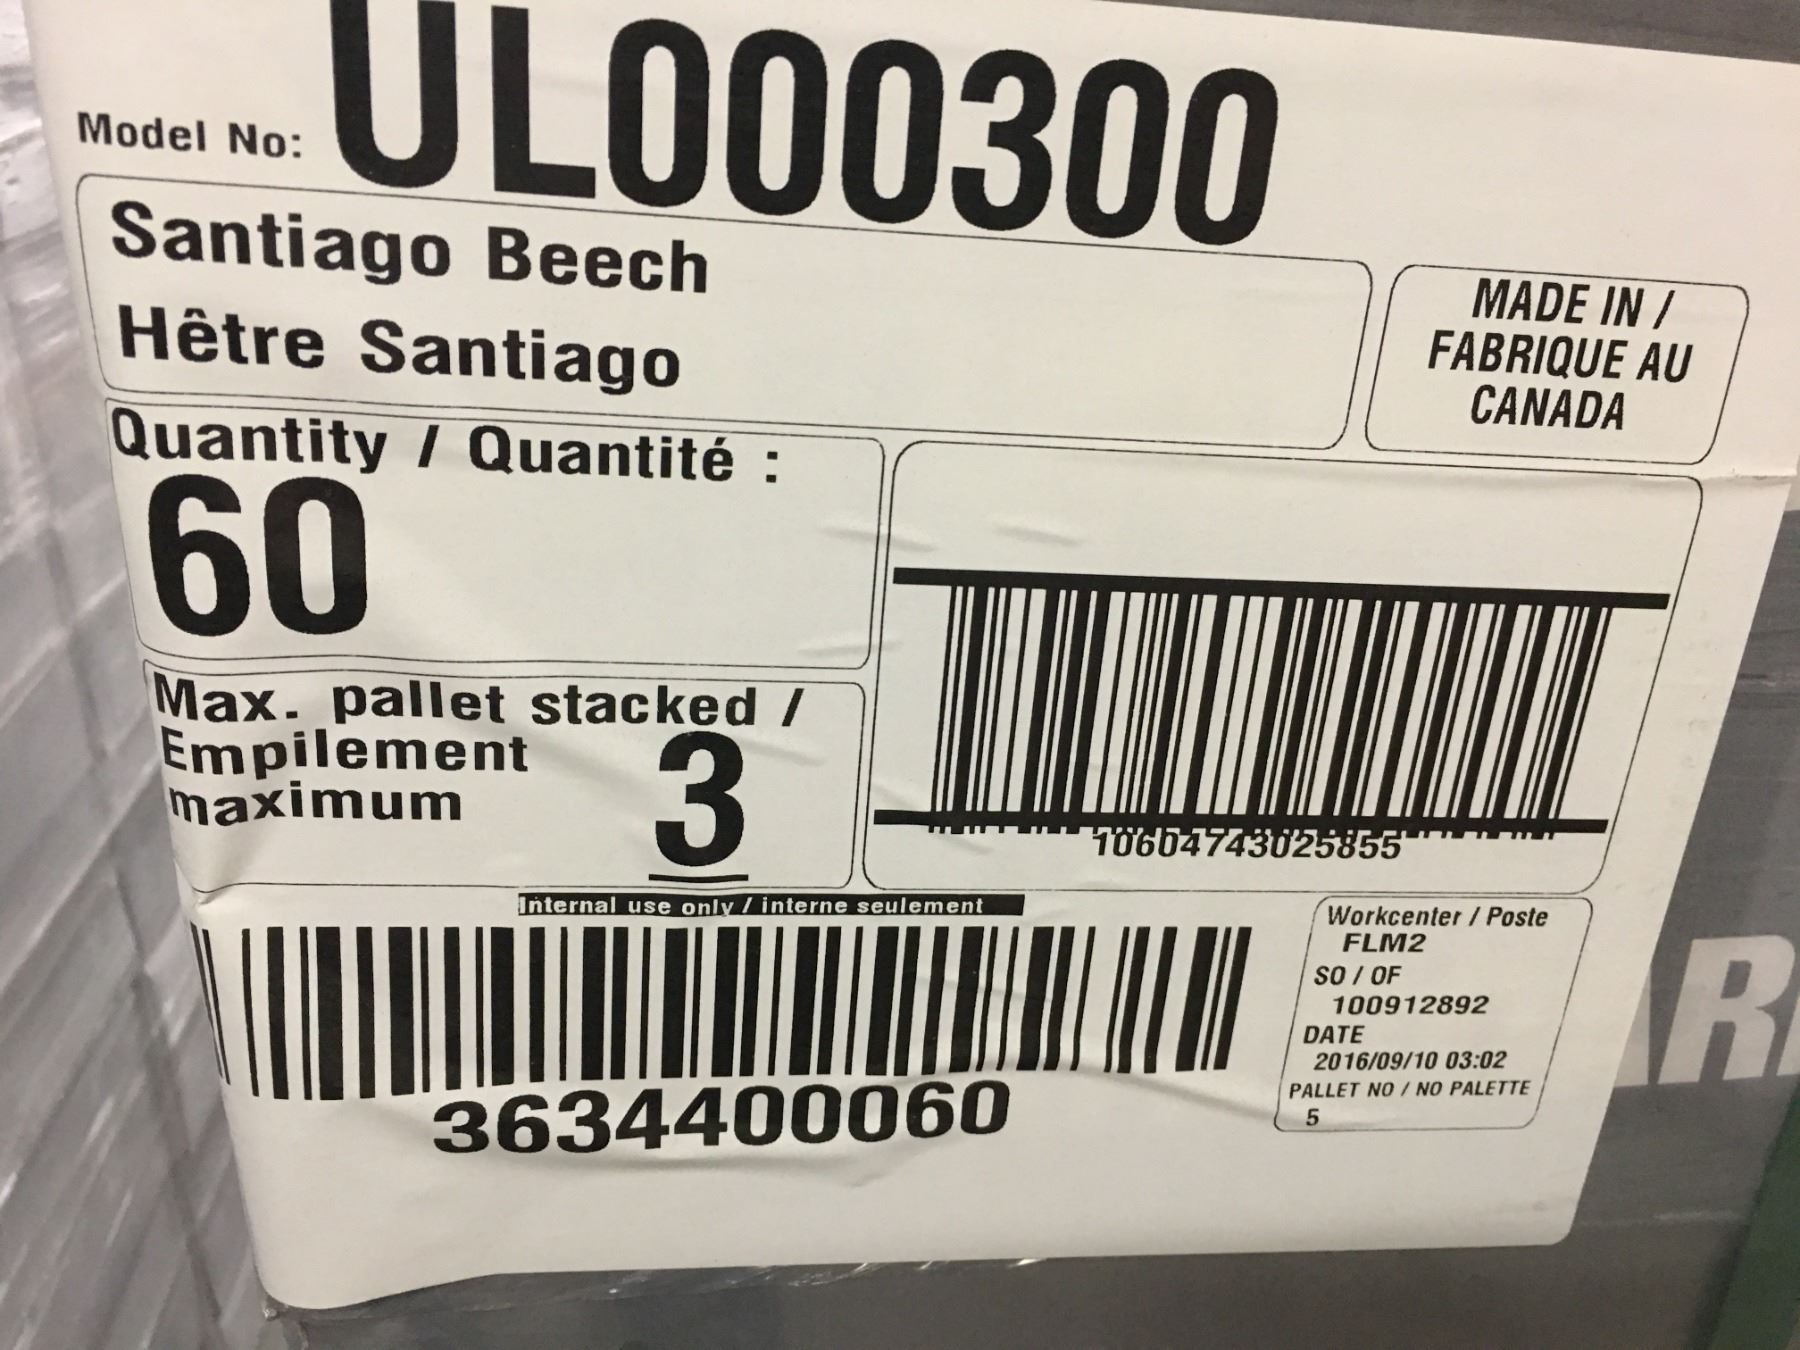 Model No: UL000300
Santiago Beech
Hêtre Santiago
MADE IN /
FABRIQUE AU
CANADA
Quantity / Quantité :
60
Max. pallet stacked /
Empilement
maximum
3
10604743025855
Internal use only / interne seulement
3634400060
Workcenter / Poste
FLM2
SO / OF
100912892
DATE
2016/09/10 03:02
PALLET NO / NO PALETTE
5